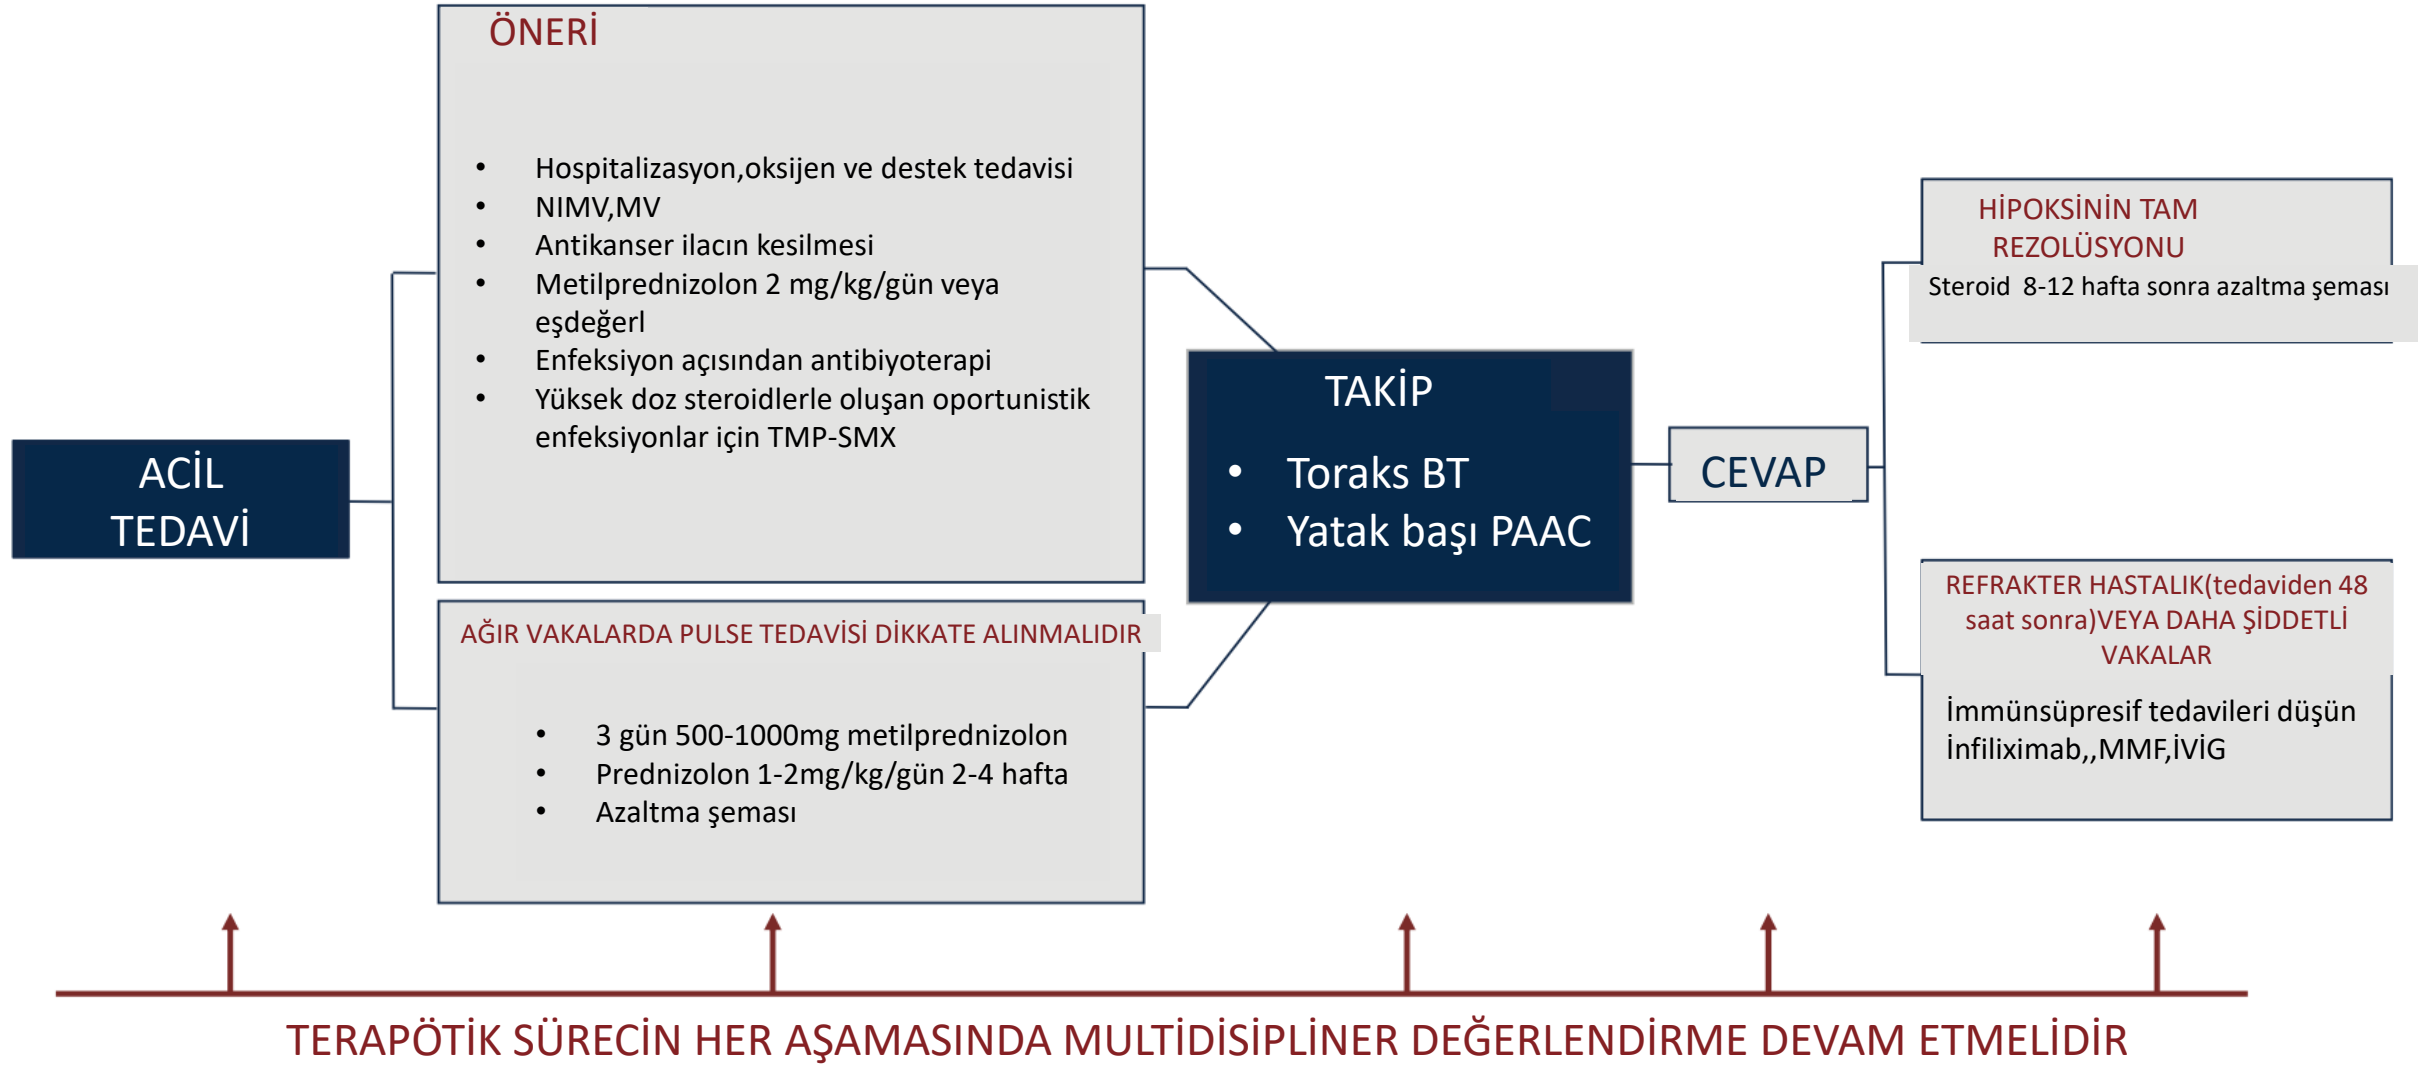 ACİL
TEDAVİ
ÖNERİ
• Hospitalizasyon,oksijen ve destek tedavisi
• NIMV,MV
• Antikanser ilacın kesilmesi
• Metilprednizolon 2 mg/kg/gün veya
eşdeğerl
• Enfeksiyon açısından antibiyoterapi
• Yüksek doz steroidlerle oluşan oportunistik
enfeksiyonlar için TMP-SMX
AĞIR VAKALARDA PULSE TEDAVİSİ DİKKATE ALINMALIDIR
• 3 gün 500-1000mg metilprednizolon
• Prednizolon 1-2mg/kg/gün 2-4 hafta
• Azaltma şeması
TAKİP
• Toraks BT
• Yatak başı PAAC
CEVAP
HİPOKSİNİN TAM
REZOLÜSYONU
Steroid 8-12 hafta sonra azaltma şeması
REFRAKTER HASTALIK(tedaviden 48
saat sonra)VEYA DAHA ŞİDDETLİ
VAKALAR
İmmünsüpresif tedavileri düşün
İnfiliximab,,MMF,İVİG
TERAPÖTİK SÜRECİN HER AŞAMASINDA MULTİDİSİPLİNER DEĞERLENDİRME DEVAM ETMELİDİR